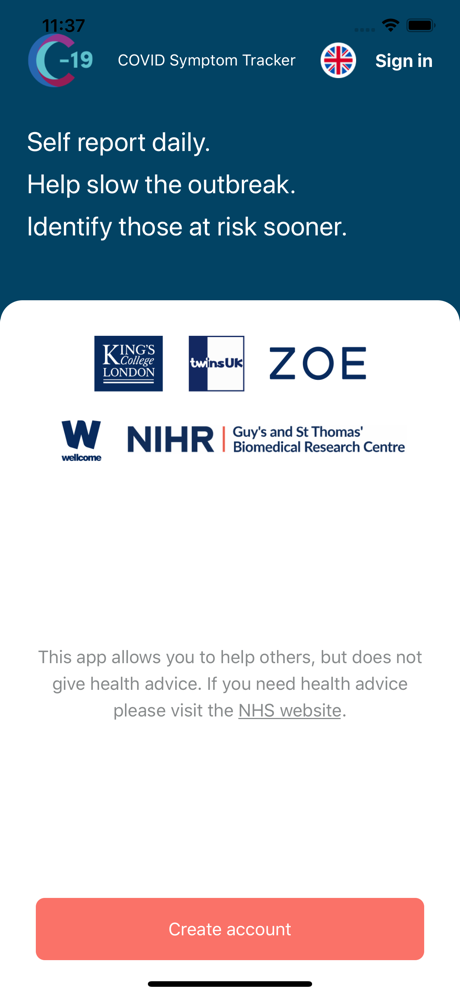 11:37
C-19
COVID Symptom Tracker
Sign in
Self report daily.
Help slow the outbreak.
Identify those at risk sooner.
KING'S
College
LONDON
twinsUK
ZOE
W
wellcome
NIHR | Guy's and St Thomas'
Biomedical Research Centre
This app allows you to help others, but does not
give health advice. If you need health advice
please visit the NHS website.
Create account